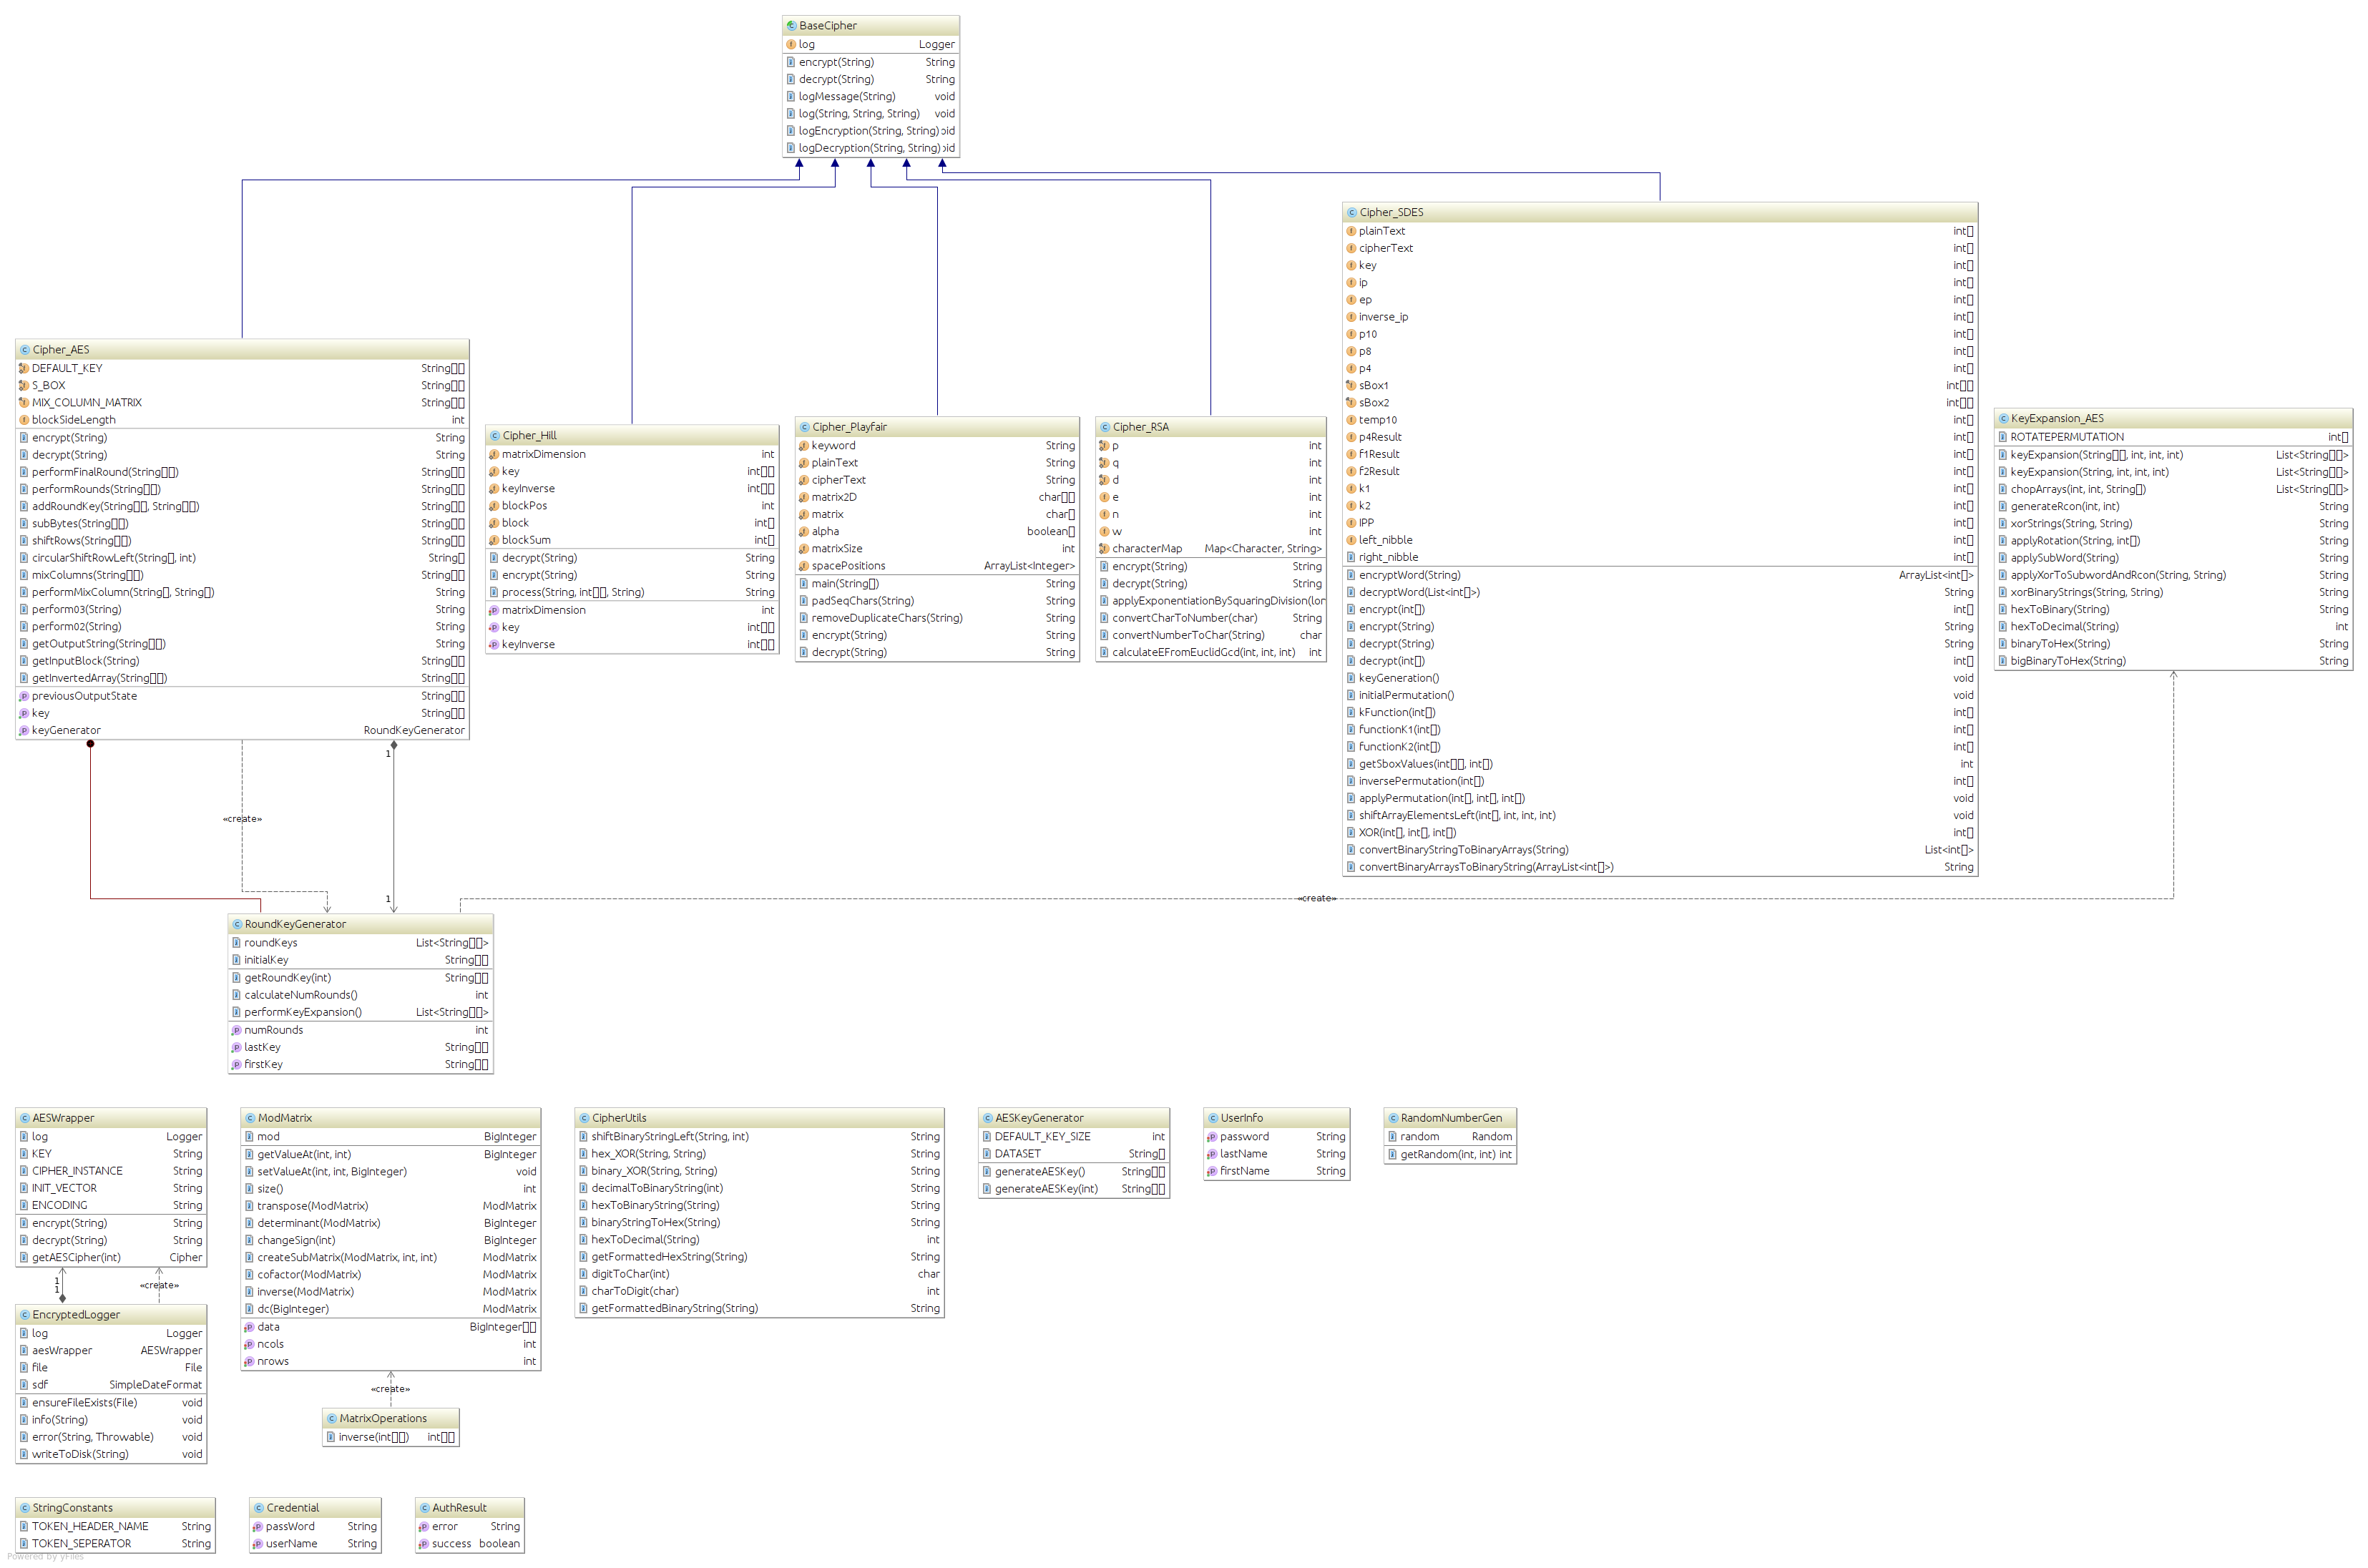 BaseCipher
log Logger
encrypt(String) String
decrypt(String) String
logMessage(String) void
log(String, String, String) void
logEncryption(String, String)
logDecryption(String, String)
Cipher_AES
DEFAULT_KEY String[][]
S_BOX String[][]
MIX_COLUMN_MATRIX String[][]
blockSideLength int
encrypt(String) String
decrypt(String) String
performFinalRound(String[][]) String[][]
performRounds(String[][]) String[][]
addRoundKey(String[][], String[][]) String[][]
subBytes(String[][]) String[][]
shiftRows(String[][]) String[][]
circularShiftRowLeft(String[], int) String[]
mixColumns(String[][]) String[][]
performMixColumn(String[], String[]) String
perform03(String) String
perform02(String) String
getOutputString(String[][]) String
getInputBlock(String) String[][]
getInvertedArray(String[][]) String[][]
previousOutputState String[][]
key String[][]
keyGenerator RoundKeyGenerator
Cipher_Hill
matrixDimension int
key int[][]
keyInverse int[][]
blockPos int
block int[]
blockSum int[]
decrypt(String) String
encrypt(String) String
process(String, int[][], String) String
matrixDimension int
key int[][]
keyInverse int[][]
Cipher_Playfair
keyword String
plainText String
cipherText String
matrix2D char[][]
matrix char[]
alpha boolean[]
matrixSize int
spacePositions ArrayList<Integer>
main(String[]) String
padSeqChars(String) String
removeDuplicateChars(String) String
encrypt(String) String
decrypt(String) String
Cipher_RSA
p int
q int
d int
e int
n int
w int
characterMap Map<Character, String>
encrypt(String) String
decrypt(String) String
applyExponentiationBySquaringDivision(lon
convertCharToNumber(char) String
convertNumberToChar(String) char
calculateEFromEuclidGcd(int, int, int) int
Cipher_SDES
plainText int[]
cipherText int[]
key int[]
ip int[]
ep int[]
inverse_ip int[]
p10 int[]
p8 int[]
p4 int[]
sBox1 int[][]
sBox2 int[][]
temp10 int[]
p4Result int[]
f1Result int[]
f2Result int[]
k1 int[]
k2 int[]
IPP int[]
left_nibble int[]
right_nibble int[]
encryptWord(String) ArrayList<int[]>
decryptWord(List<int[]>) String
encrypt(int[]) int[]
encrypt(String) String
decrypt(String) String
decrypt(int[]) int[]
keyGeneration() void
initialPermutation() void
kFunction(int[]) int[]
functionK1(int[]) int[]
functionK2(int[]) int[]
getSboxValues(int[][], int[]) int
inversePermutation(int[]) int[]
applyPermutation(int[], int[], int[]) void
shiftArrayElementsLeft(int[], int, int, int) void
XOR(int[], int[], int[]) int[]
convertBinaryStringToBinaryArrays(String) List<int[]>
convertBinaryArraysToBinaryString(ArrayList<int[]>) String
KeyExpansion_AES
ROTATEPERMUTATION int[]
keyExpansion(String[][], int, int, int) List<String[][]>
keyExpansion(String, int, int, int) List<String[][]>
chopArrays(int, int, String[]) List<String[][]>
generateRcon(int, int) String
xorStrings(String, String) String
applyRotation(String, int[]) String
applySubWord(String) String
applyXorToSubwordAndRcon(String, String) String
xorBinaryStrings(String, String) String
hexToBinary(String) String
hexToDecimal(String) int
binaryToHex(String) String
bigBinaryToHex(String) String
1
«create»
1
«create»
RoundKeyGenerator
roundKeys List<String[][]>
initialKey String[][]
getRoundKey(int) String[][]
calculateNumRounds() int
performKeyExpansion() List<String[][]>
numRounds int
lastKey String[][]
firstKey String[][]
AESWrapper
log Logger
KEY String
CIPHER_INSTANCE String
INIT_VECTOR String
ENCODING String
encrypt(String) String
decrypt(String) String
getAESCipher(int) Cipher
1
1
«create»
EncryptedLogger
log Logger
aesWrapper AESWrapper
file File
sdf SimpleDateFormat
ensureFileExists(File) void
info(String) void
error(String, Throwable) void
writeToDisk(String) void
ModMatrix
mod BigInteger
getValueAt(int, int) BigInteger
setValueAt(int, int, BigInteger) void
size() int
transpose(ModMatrix) ModMatrix
determinant(ModMatrix) BigInteger
changeSign(int) BigInteger
createSubMatrix(ModMatrix, int, int) ModMatrix
cofactor(ModMatrix) ModMatrix
inverse(ModMatrix) ModMatrix
dc(BigInteger) ModMatrix
data BigInteger[][]
ncols int
nrows int
«create»
MatrixOperations
inverse(int[][]) int[][]
CipherUtils
shiftBinaryStringLeft(String, int) String
hex_XOR(String, String) String
binary_XOR(String, String) String
decimalToBinaryString(int) String
hexToBinaryString(String) String
binaryStringToHex(String) String
hexToDecimal(String) int
getFormattedHexString(String) String
digitToChar(int) char
charToDigit(char) int
getFormattedBinaryString(String) String
AESKeyGenerator
DEFAULT_KEY_SIZE int
DATASET String[]
generateAESKey() String[][]
generateAESKey(int) String[][]
UserInfo
password String
lastName String
firstName String
RandomNumberGen
random Random
getRandom(int, int) int
StringConstants
TOKEN_HEADER_NAME String
TOKEN_SEPERATOR String
Credential
passWord String
userName String
AuthResult
error String
success boolean
Powered by yFiles